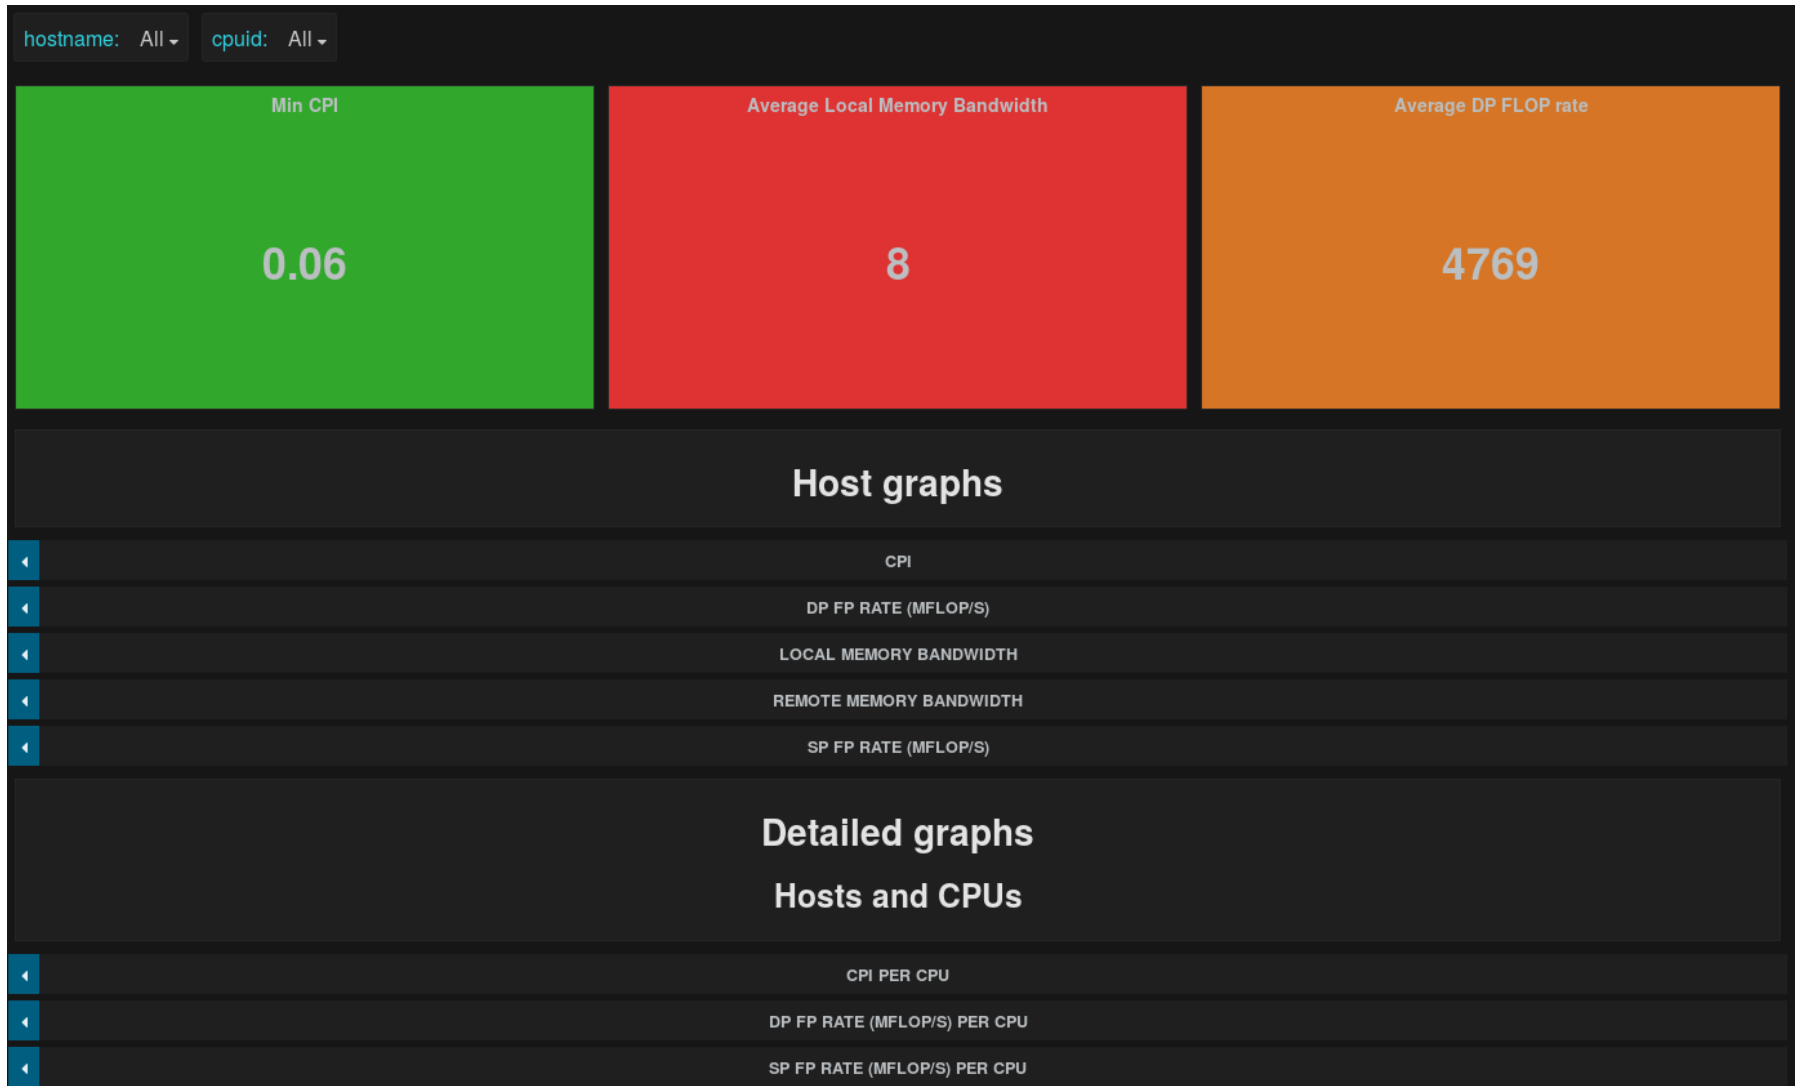 hostname: All cpuid: All
Min CPI
Average Local Memory Bandwidth
Average DP FLOP rate
0.06
8
4769
Host graphs
CPI
DP FP RATE (MFLOP/S)
LOCAL MEMORY BANDWIDTH
REMOTE MEMORY BANDWIDTH
SP FP RATE (MFLOP/S)
Detailed graphs
Hosts and CPUs
CPI PER CPU
DP FP RATE (MFLOP/S) PER CPU
SP FP RATE (MFLOP/S) PER CPU